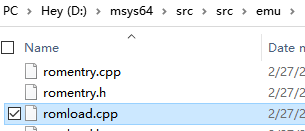 PC > Hey (D:) > msys64 > src > src > emu >
Name Date
romentry.cpp 2/27/2
romentry.h 2/27/2
romload.cpp 2/27/2